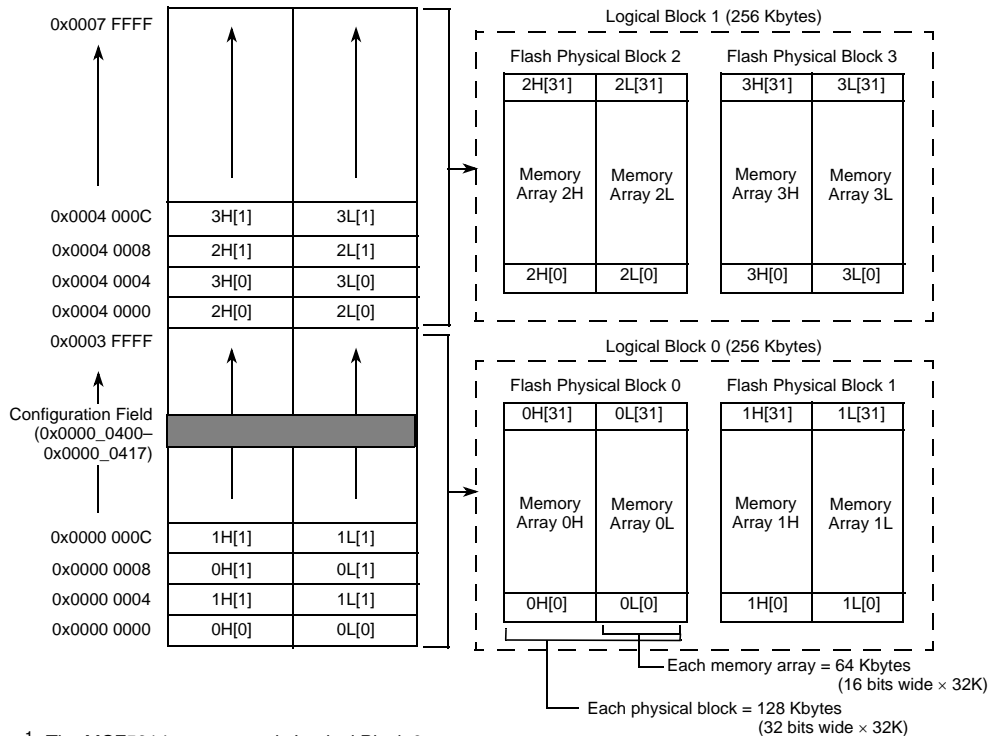 0x0007 FFFF
0x0004 000C 3H[1] 3L[1]
0x0004 0008 2H[1] 2L[1]
0x0004 0004 3H[0] 3L[0]
0x0004 0000 2H[0] 2L[0]
0x0003 FFFF
Configuration Field
(0x0000_0400–
0x0000_0417)
0x0000 000C 1H[1] 1L[1]
0x0000 0008 0H[1] 0L[1]
0x0000 0004 1H[1] 1L[1]
0x0000 0000 0H[0] 0L[0]
Logical Block 1 (256 Kbytes)
Flash Physical Block 2 Flash Physical Block 3
2H[31] 2L[31] 3H[31] 3L[31]
Memory Memory Memory Memory
Array 2H Array 2L Array 3H Array 3L
2H[0] 2L[0] 3H[0] 3L[0]
Logical Block 0 (256 Kbytes)
Flash Physical Block 0 Flash Physical Block 1
0H[31] 0L[31] 1H[31] 1L[31]
Memory Memory Memory Memory
Array 0H Array 0L Array 1H Array 1L
0H[0] 0L[0] 1H[0] 1L[0]
Each memory array = 64 Kbytes
(16 bits wide × 32K)
Each physical block = 128 Kbytes
(32 bits wide × 32K)